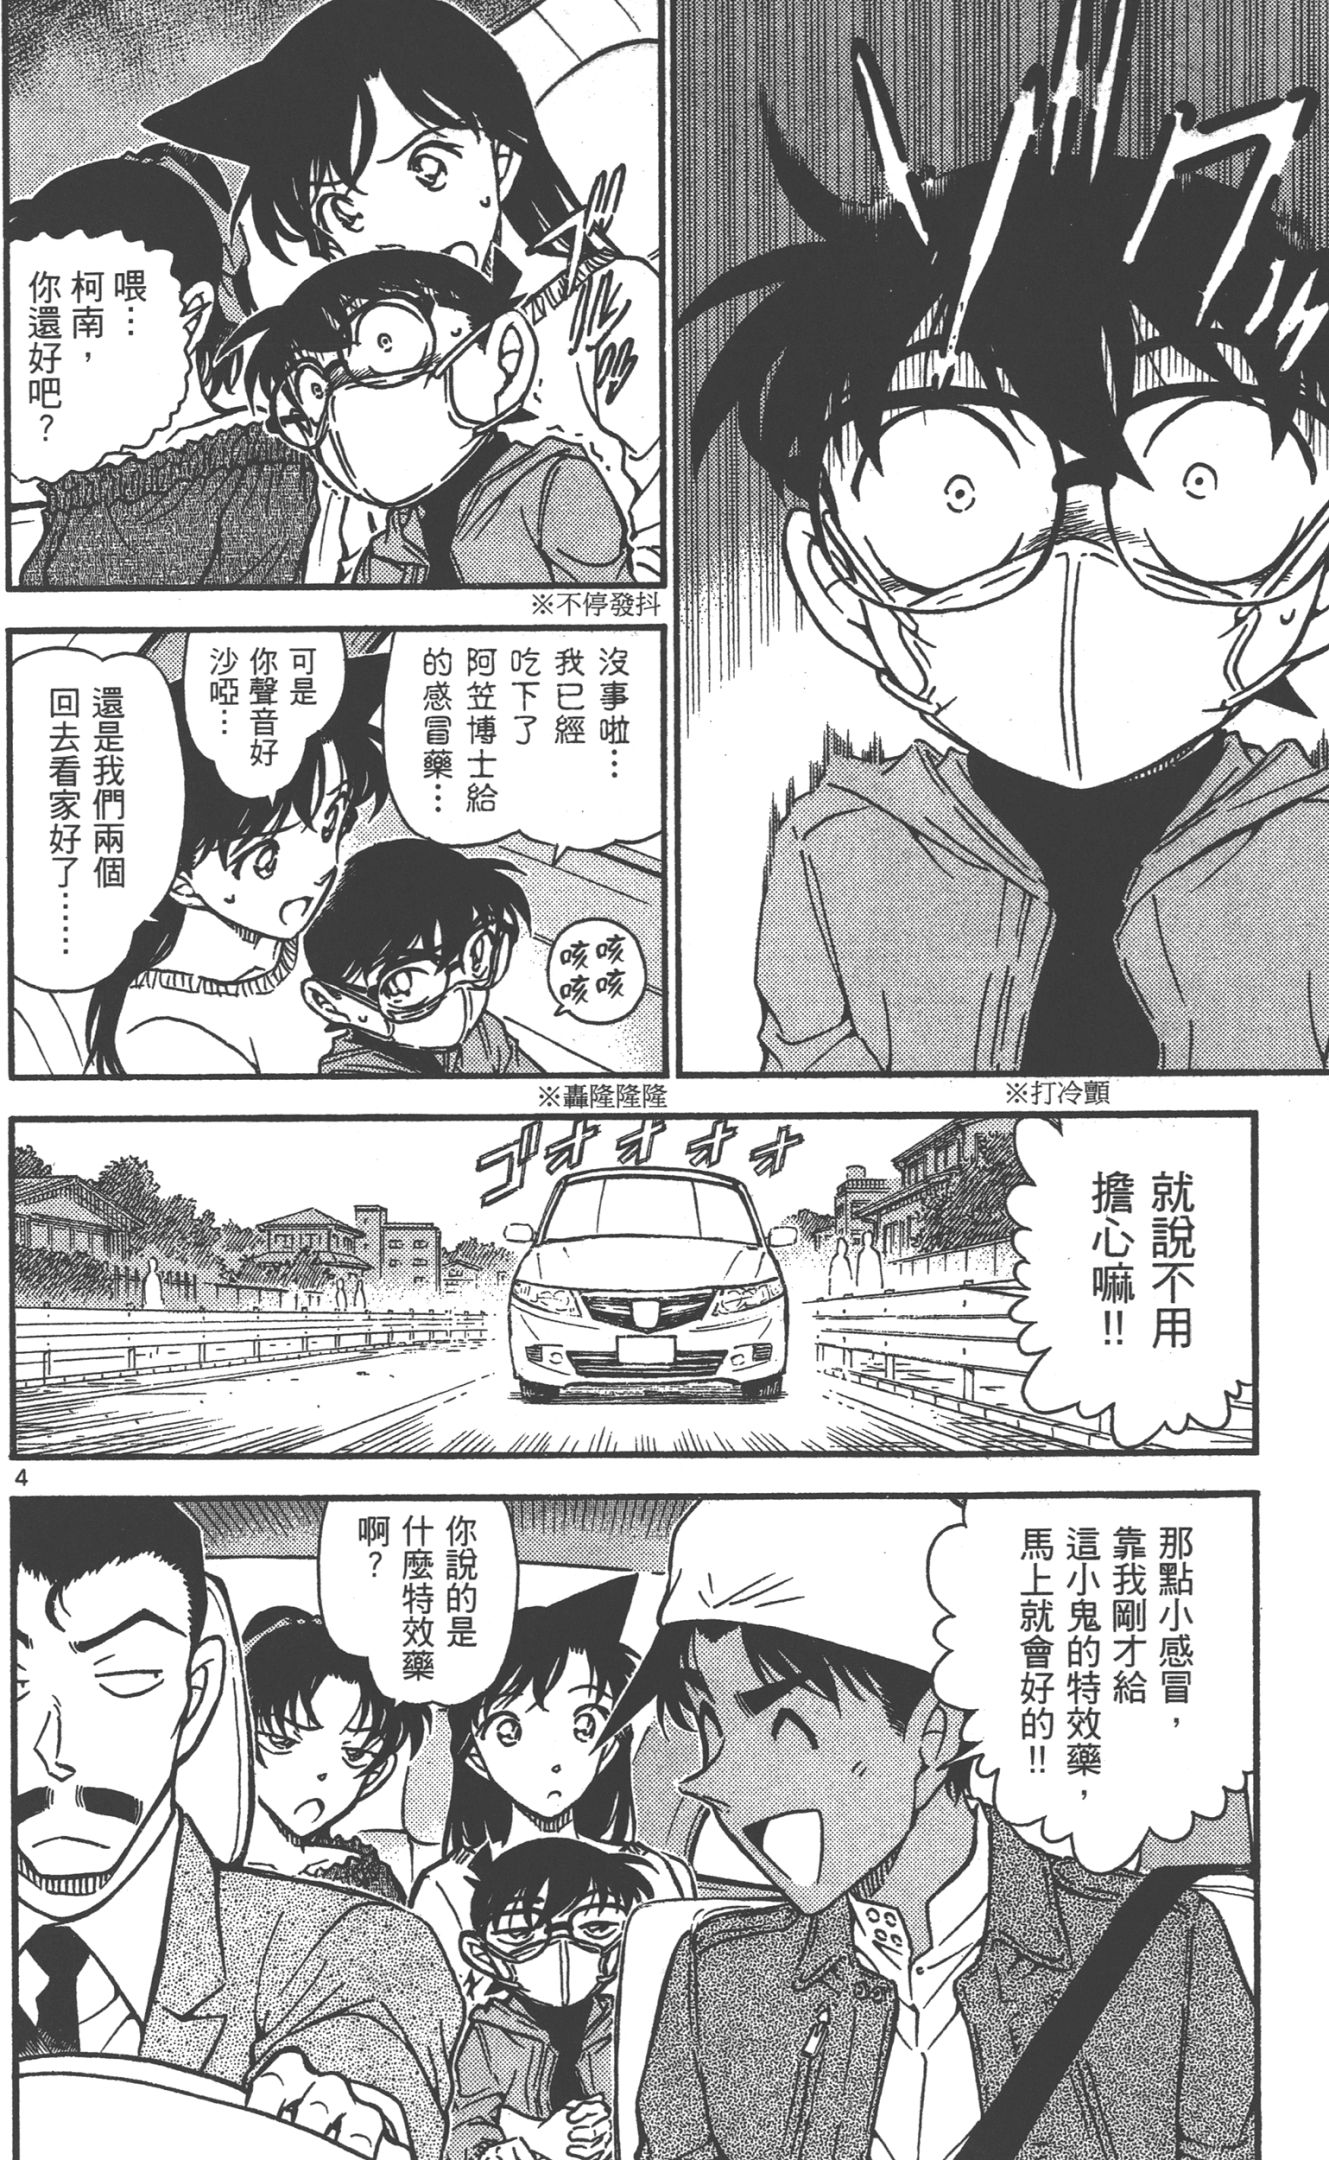 ※打冷顫
喂…
柯南，
你還好吧？
※不停發抖
沒事啦…
我已經
吃下了
阿笠博士給
的感冒藥…
咳咳
咳咳
可是
你聲音好
沙啞…
還是我們兩個
回去看家好了……
※轟隆隆隆
就說不用
擔心嘛!!
ゴオオオオ
4
那點小感冒，
靠我剛才給
這小鬼的特效藥，
馬上就會好的!!
你說的是
什麼特效藥
啊？